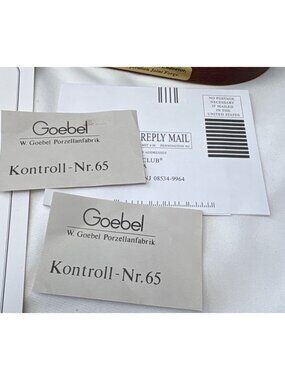 NO POSTAGE
NECESSARY
IF MAILED
IN THE
UNITED STATES
REPLY MAIL
CLUB®
NJ 08534-9964
Goebel
W. Goebel Porzellanfabrik
Kontroll-Nr.65
Goebel
W. Goebel Porzellanfabrik
Kontroll-Nr.65